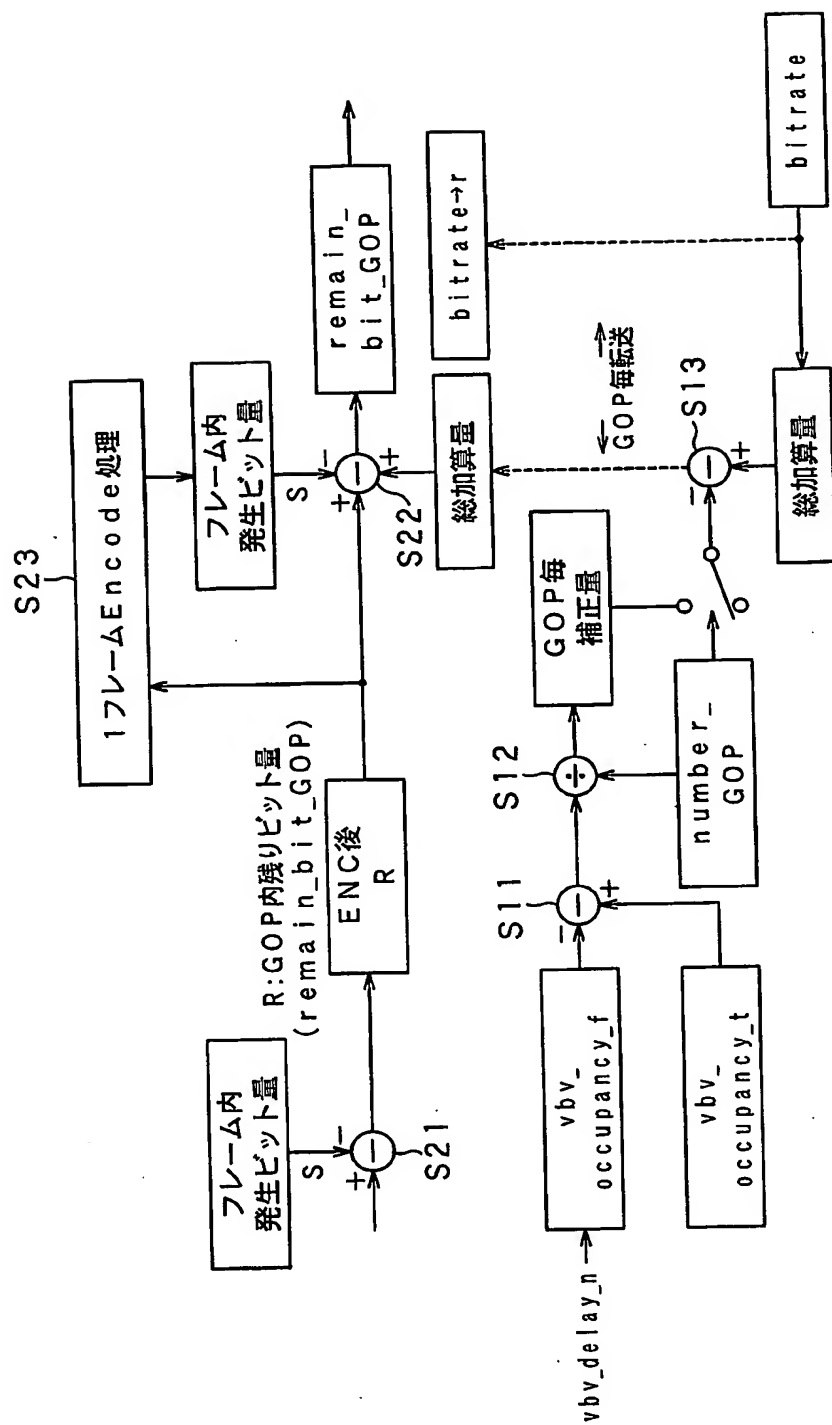 S23
1フレームEncode処理
フレーム内
発生ビット量
S
remain_
bit_GOP
フレーム内
発生ビット量
S
R:GOP内残りビット量
(remain_bit_GOP)
ENC後
R
+
-
-
S21
+
-
-
+
S22
総加算量
bitrate→r
GOP毎転送
vbv_delay_n
vbv_
occupancy_f
vbv_
occupancy_t
S11
-
-
+
S12
÷
GOP毎
補正量
number_
GOP
S13
-
-
+
総加算量
bitrate